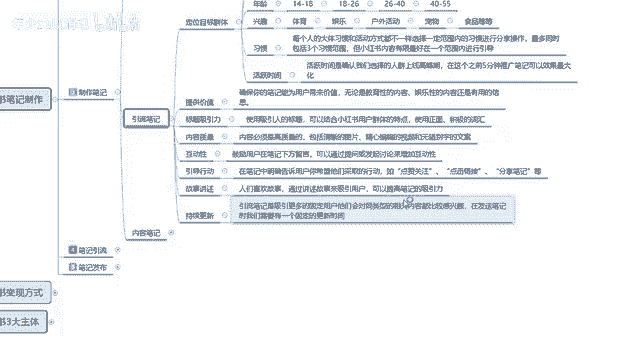 年龄 14-18 18-26 26-40 40-55
定位目标群体
兴趣 体育 娱乐 户外活动 宠物 食品等等
习惯 每个人的大体习惯和活动方式都不一样选择一定范围内的习惯进行分享操作，最多同时
包括3个习惯范围，但小红书内容有限最好在一个范围内进行引导
活跃时间 活跃时间是确认我们选择的人群上线高峰期，在这个之前5分钟推广笔记可以效果最大
化
书笔记制作
3 制作笔记
引流笔记
提供价值 确保你的笔记能为用户带来价值，无论是教育性的内容、娱乐性的内容还是有用的信
息。
标题吸引力 使用吸引人的标题，可以结合小红书用户群体的特点，使用正面、积极的词汇
内容质量 内容必须是高质量的，包括清晰的图片、精心编辑的视频和无错别字的文案
互动性 鼓励用户在笔记下方留言，可以通过提问或发起讨论来增加互动性
引导行动 在笔记中明确告诉用户你希望他们采取的行动，如“点赞关注”、“点击链接”、“分享笔记”等
故事讲述 人们喜欢故事，通过讲述故事来吸引用户，可以提高笔记的吸引力
持续更新 引流笔记是吸引更多的固定用户他们会对同类型的相关内容都比较感兴趣，在发送笔记
时我们需要有一个固定的更新时间
内容笔记
4 笔记引流
5 笔记发布
书变现方式
书3大主体